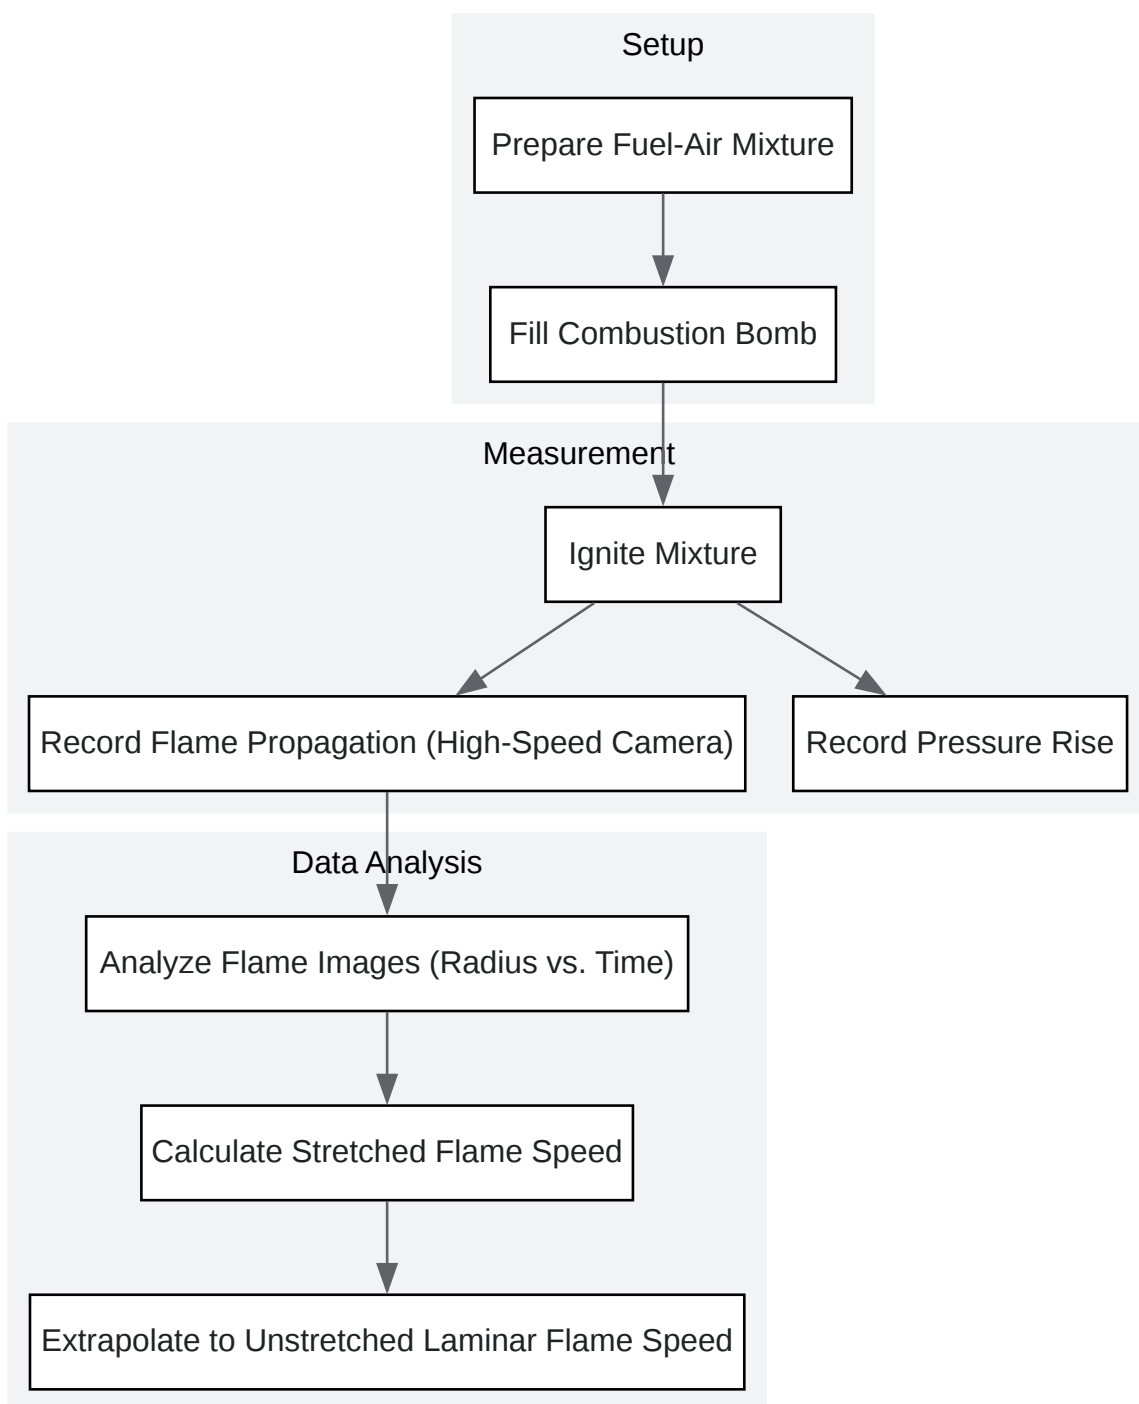 Setup
Prepare Fuel-Air Mixture
Fill Combustion Bomb
Measurement
Ignite Mixture
Record Flame Propagation (High-Speed Camera)
Record Pressure Rise
Data Analysis
Analyze Flame Images (Radius vs. Time)
Calculate Stretched Flame Speed
Extrapolate to Unstretched Laminar Flame Speed